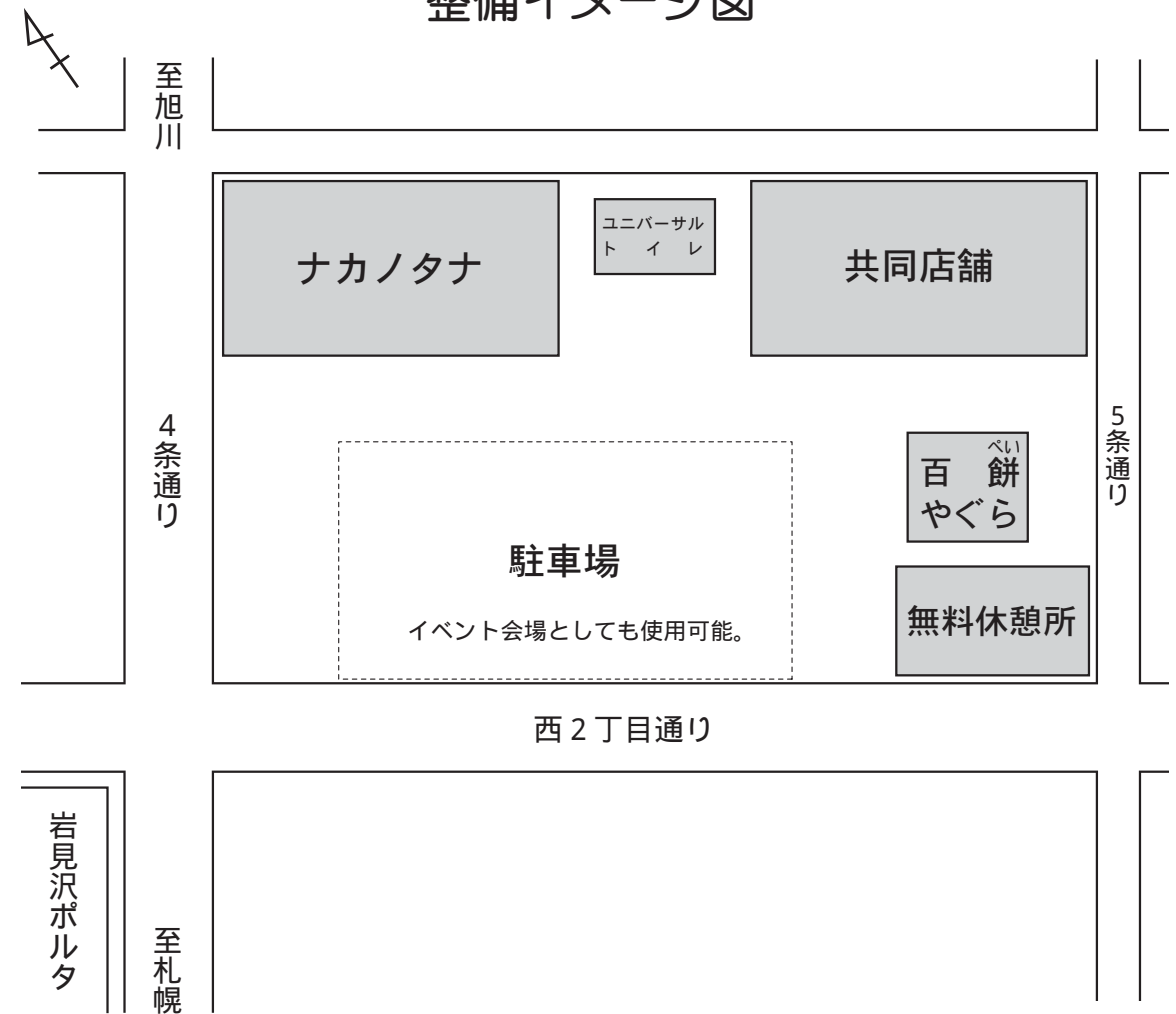 整備イメージ図
至旭川
ナカノタナ
ユニバーサル
トイレ
共同店舗
4条通り
5条通り
ぺい
百餅
やぐら
駐車場
イベント会場としても使用可能。
無料休憩所
西2丁目通り
岩見沢ポルタ
至札幌